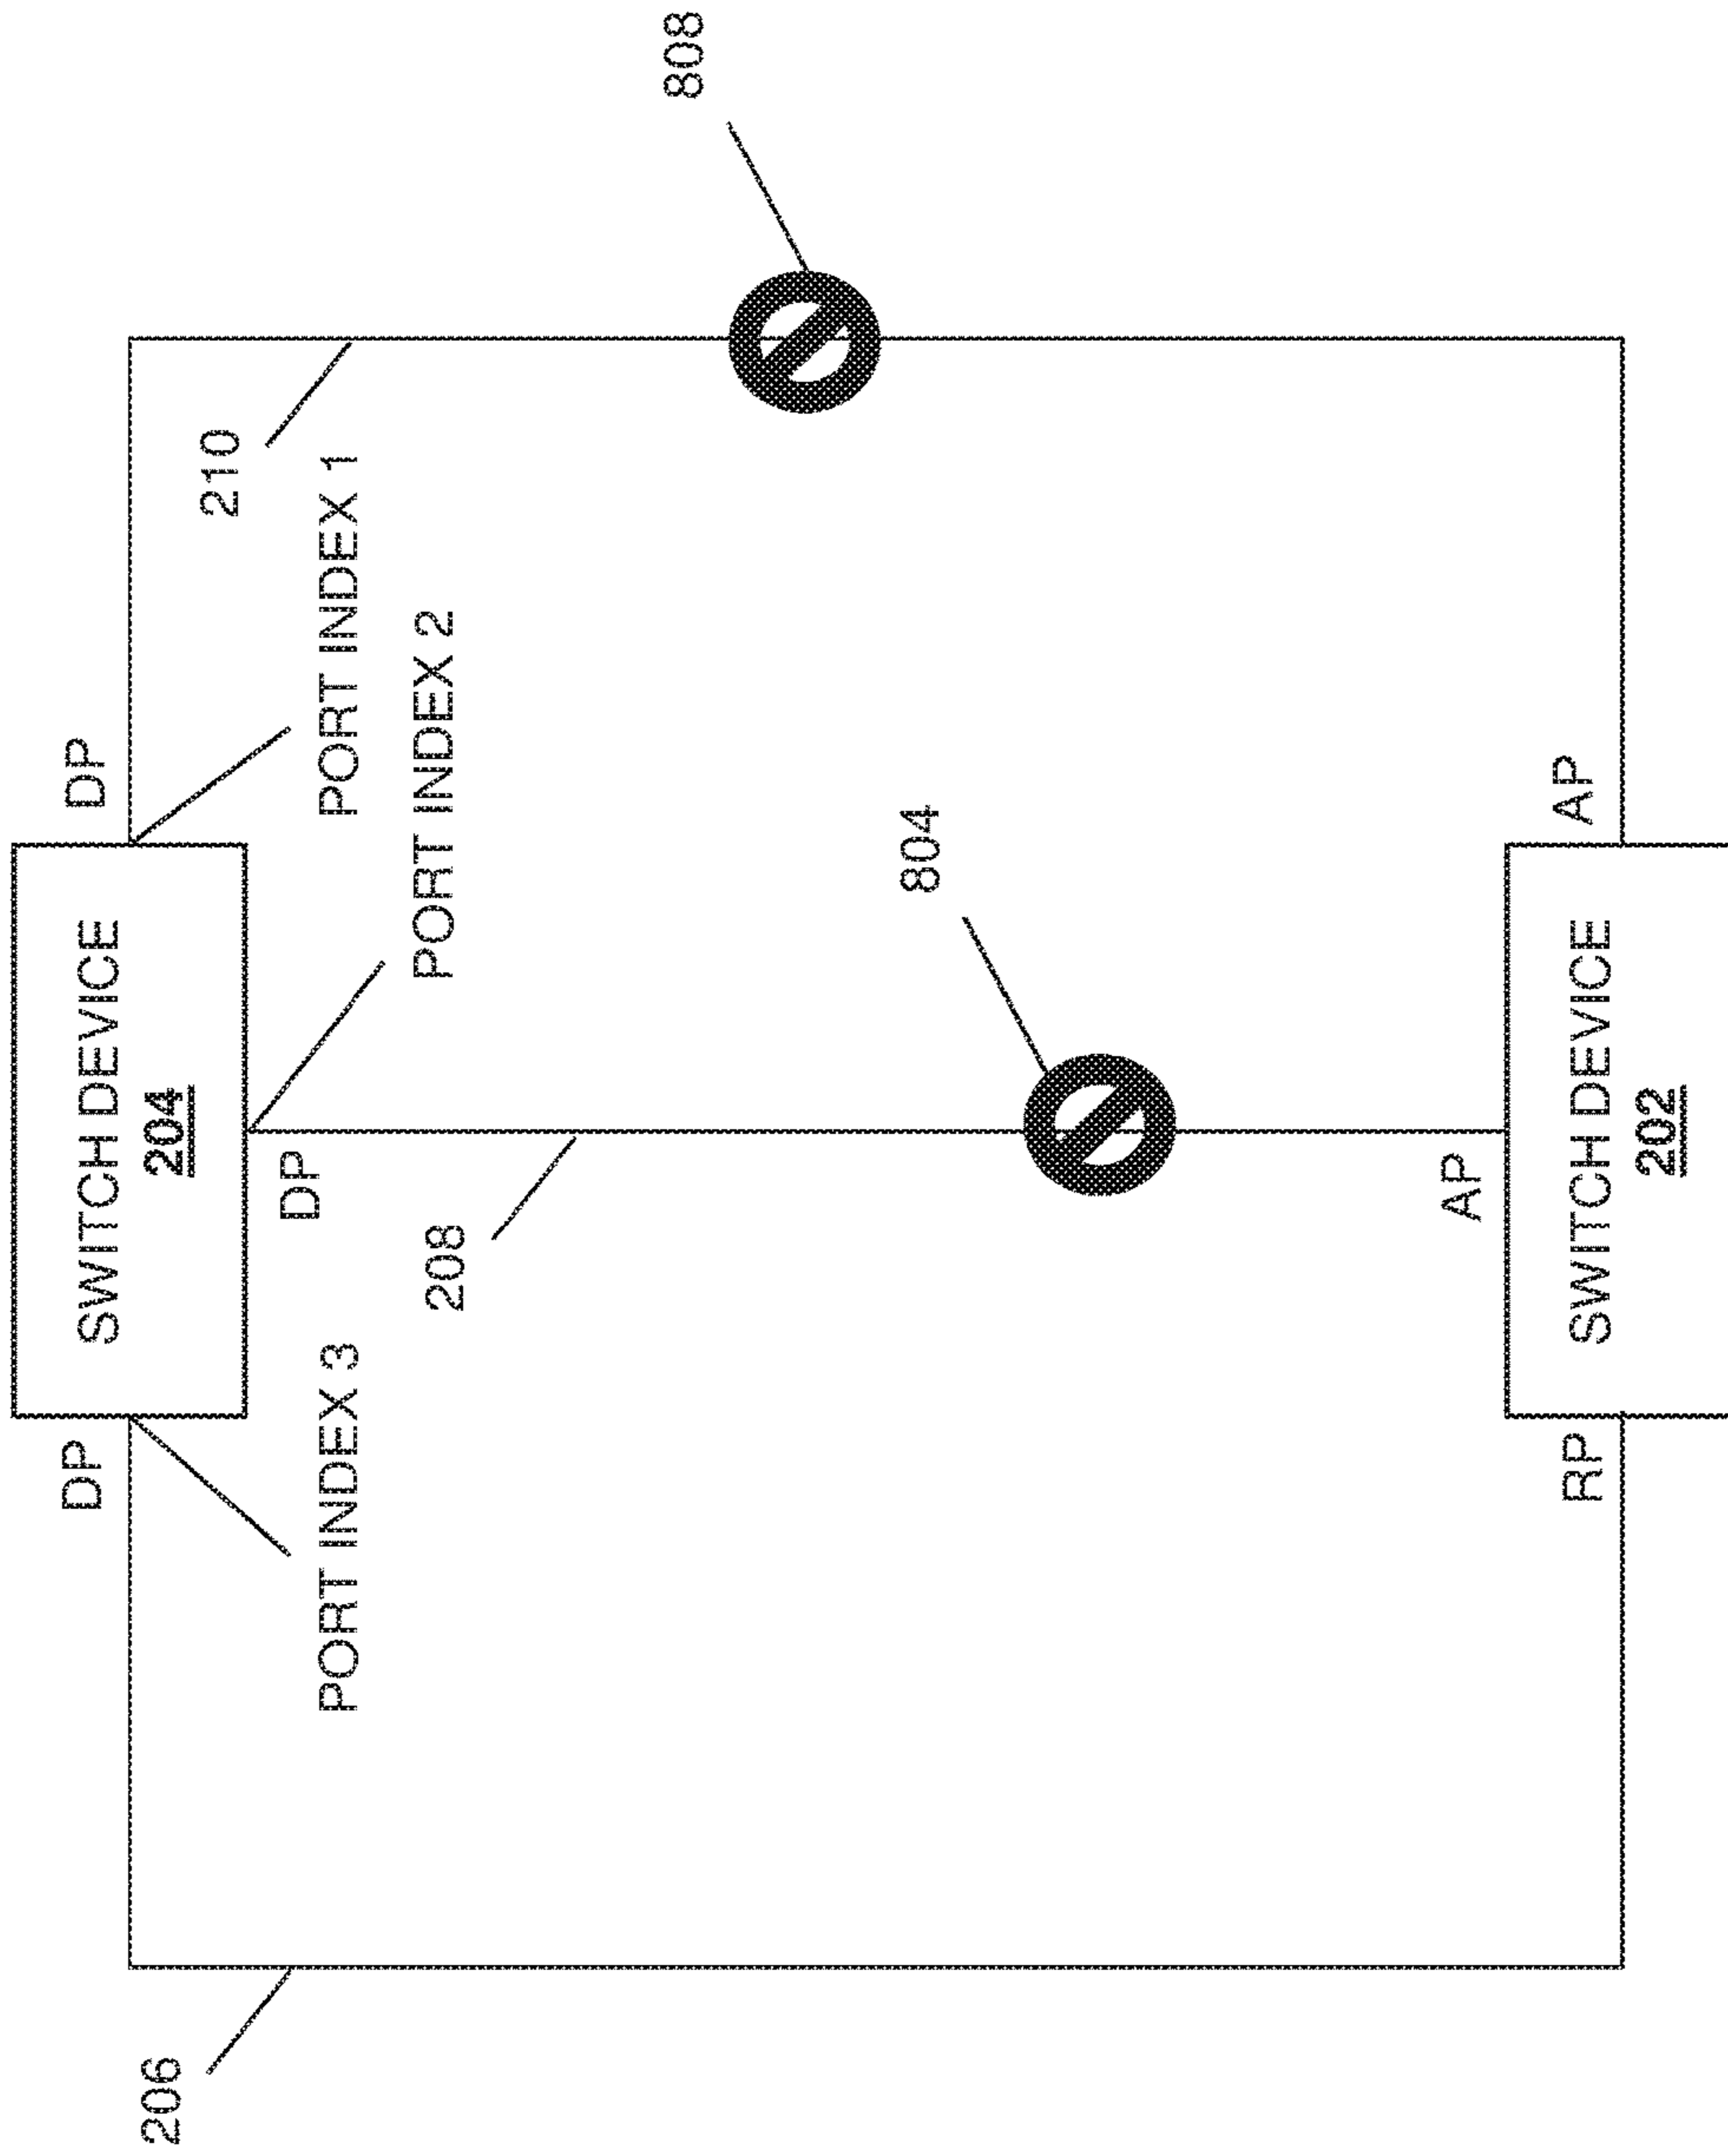 206
DP
PORT INDEX 3
RP
SWITCH DEVICE
204
DP
208
AP
SWITCH DEVICE
202
DP
PORT INDEX 1
PORT INDEX 2
804
AP
210
808